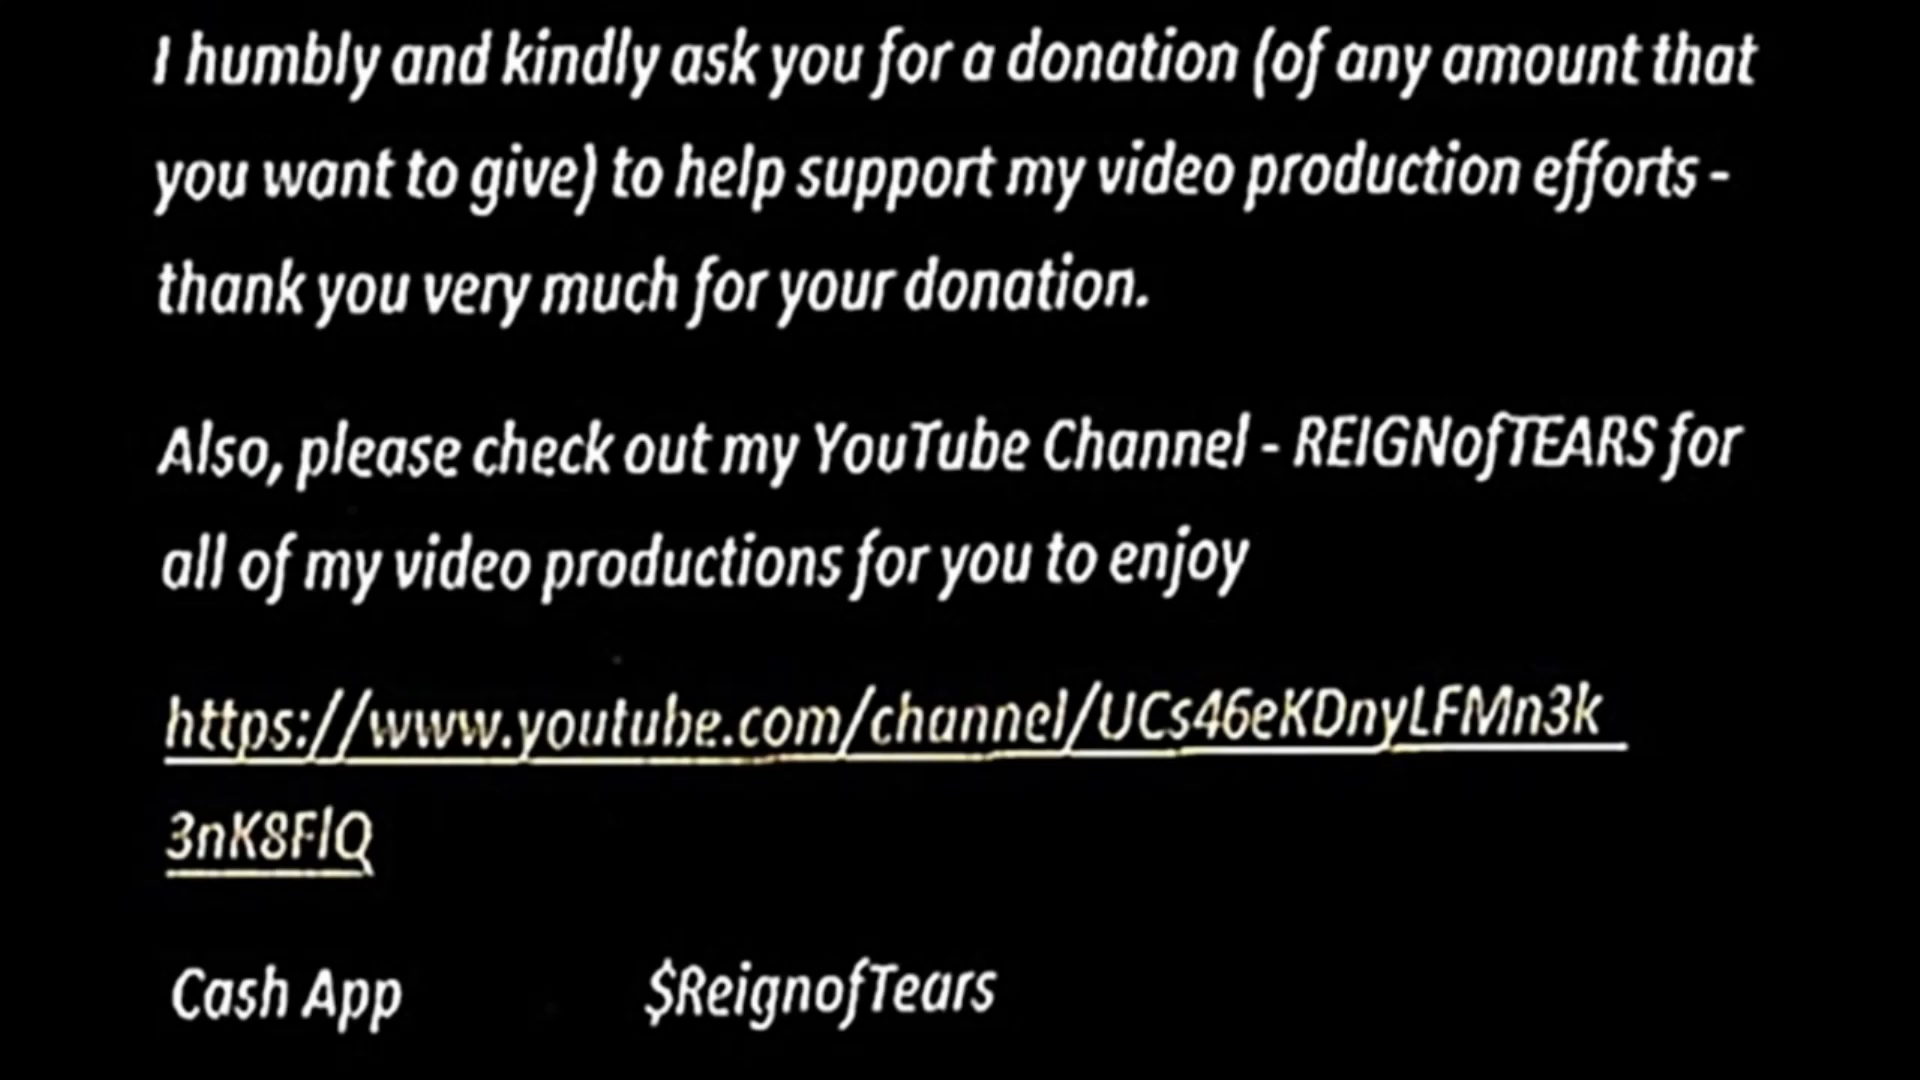 I humbly and kindly ask you for a donation (of any amount that
you want to give) to help support my video production efforts -
thank you very much for your donation.
Also, please check out my YouTube Channel - REIGNofTEARS for
all of my video productions for you to enjoy
https://www.youtube.com/channel/UCs46eKDnyLFMn3k
3nK8FlQ
Cash App $ReignofTears